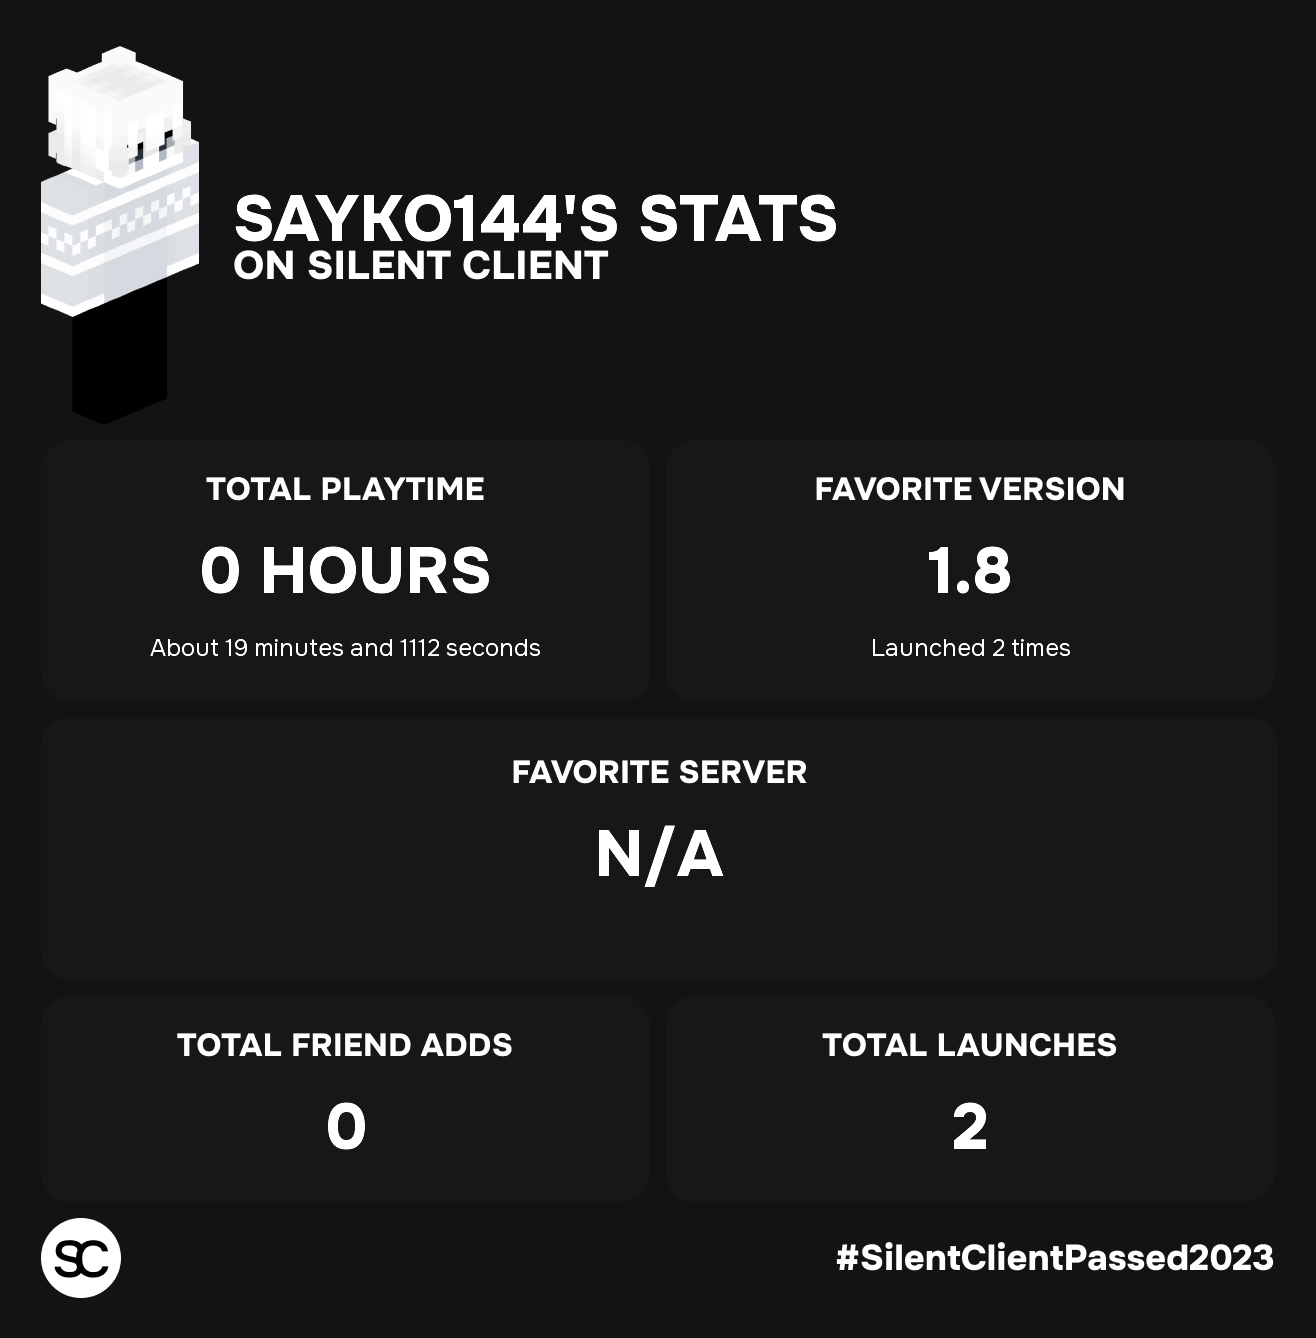 SAYKO144'S STATS
ON SILENT CLIENT
TOTAL PLAYTIME
0 HOURS
About 19 minutes and 1112 seconds
FAVORITE VERSION
1.8
Launched 2 times
FAVORITE SERVER
N/A
TOTAL FRIEND ADDS
0
TOTAL LAUNCHES
2
SC
#SilentClientPassed2023